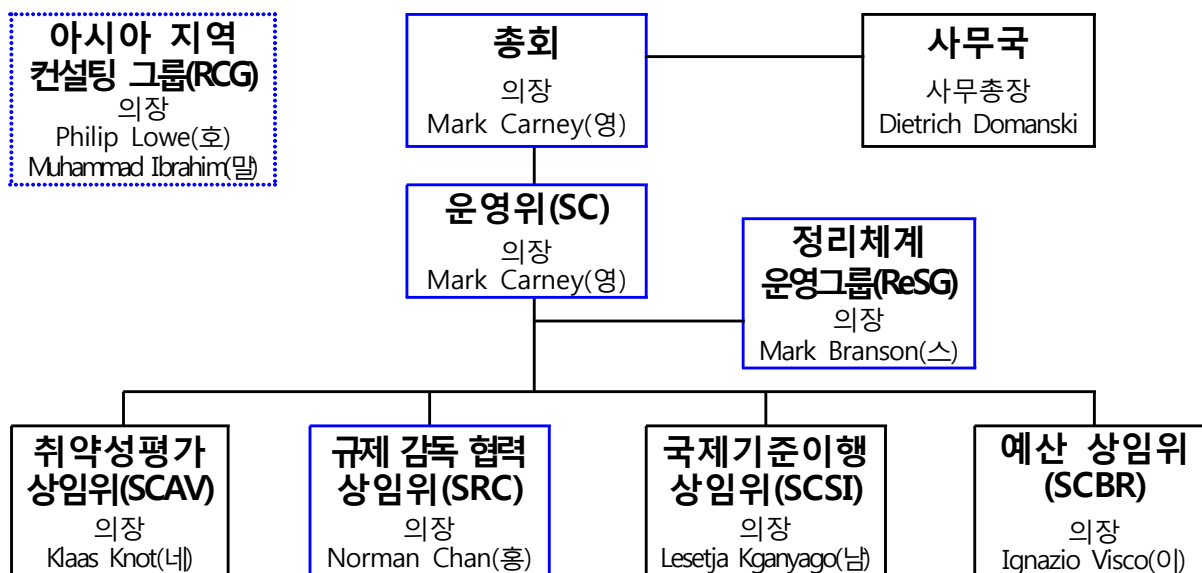 아시아 지역
컨설팅 그룹(RCG)
의장
Philip Lowe(호)
Muhammad Ibrahim(말)
총회
의장
Mark Carney(영)
사무국
사무총장
Dietrich Domanski
운영위(SC)
의장
Mark Carney(영)
정리체계
운영그룹(ReSG)
의장
Mark Branson(스)
취약성평가
상임위(SCAV)
의장
Klaas Knot(네)
규제 감독 협력
상임위(SRC)
의장
Norman Chan(홍)
국제기준이행
상임위(SCSI)
의장
Lesetja Kganyago(남)
예산 상임위
(SCBR)
의장
Ignazio Visco(이)